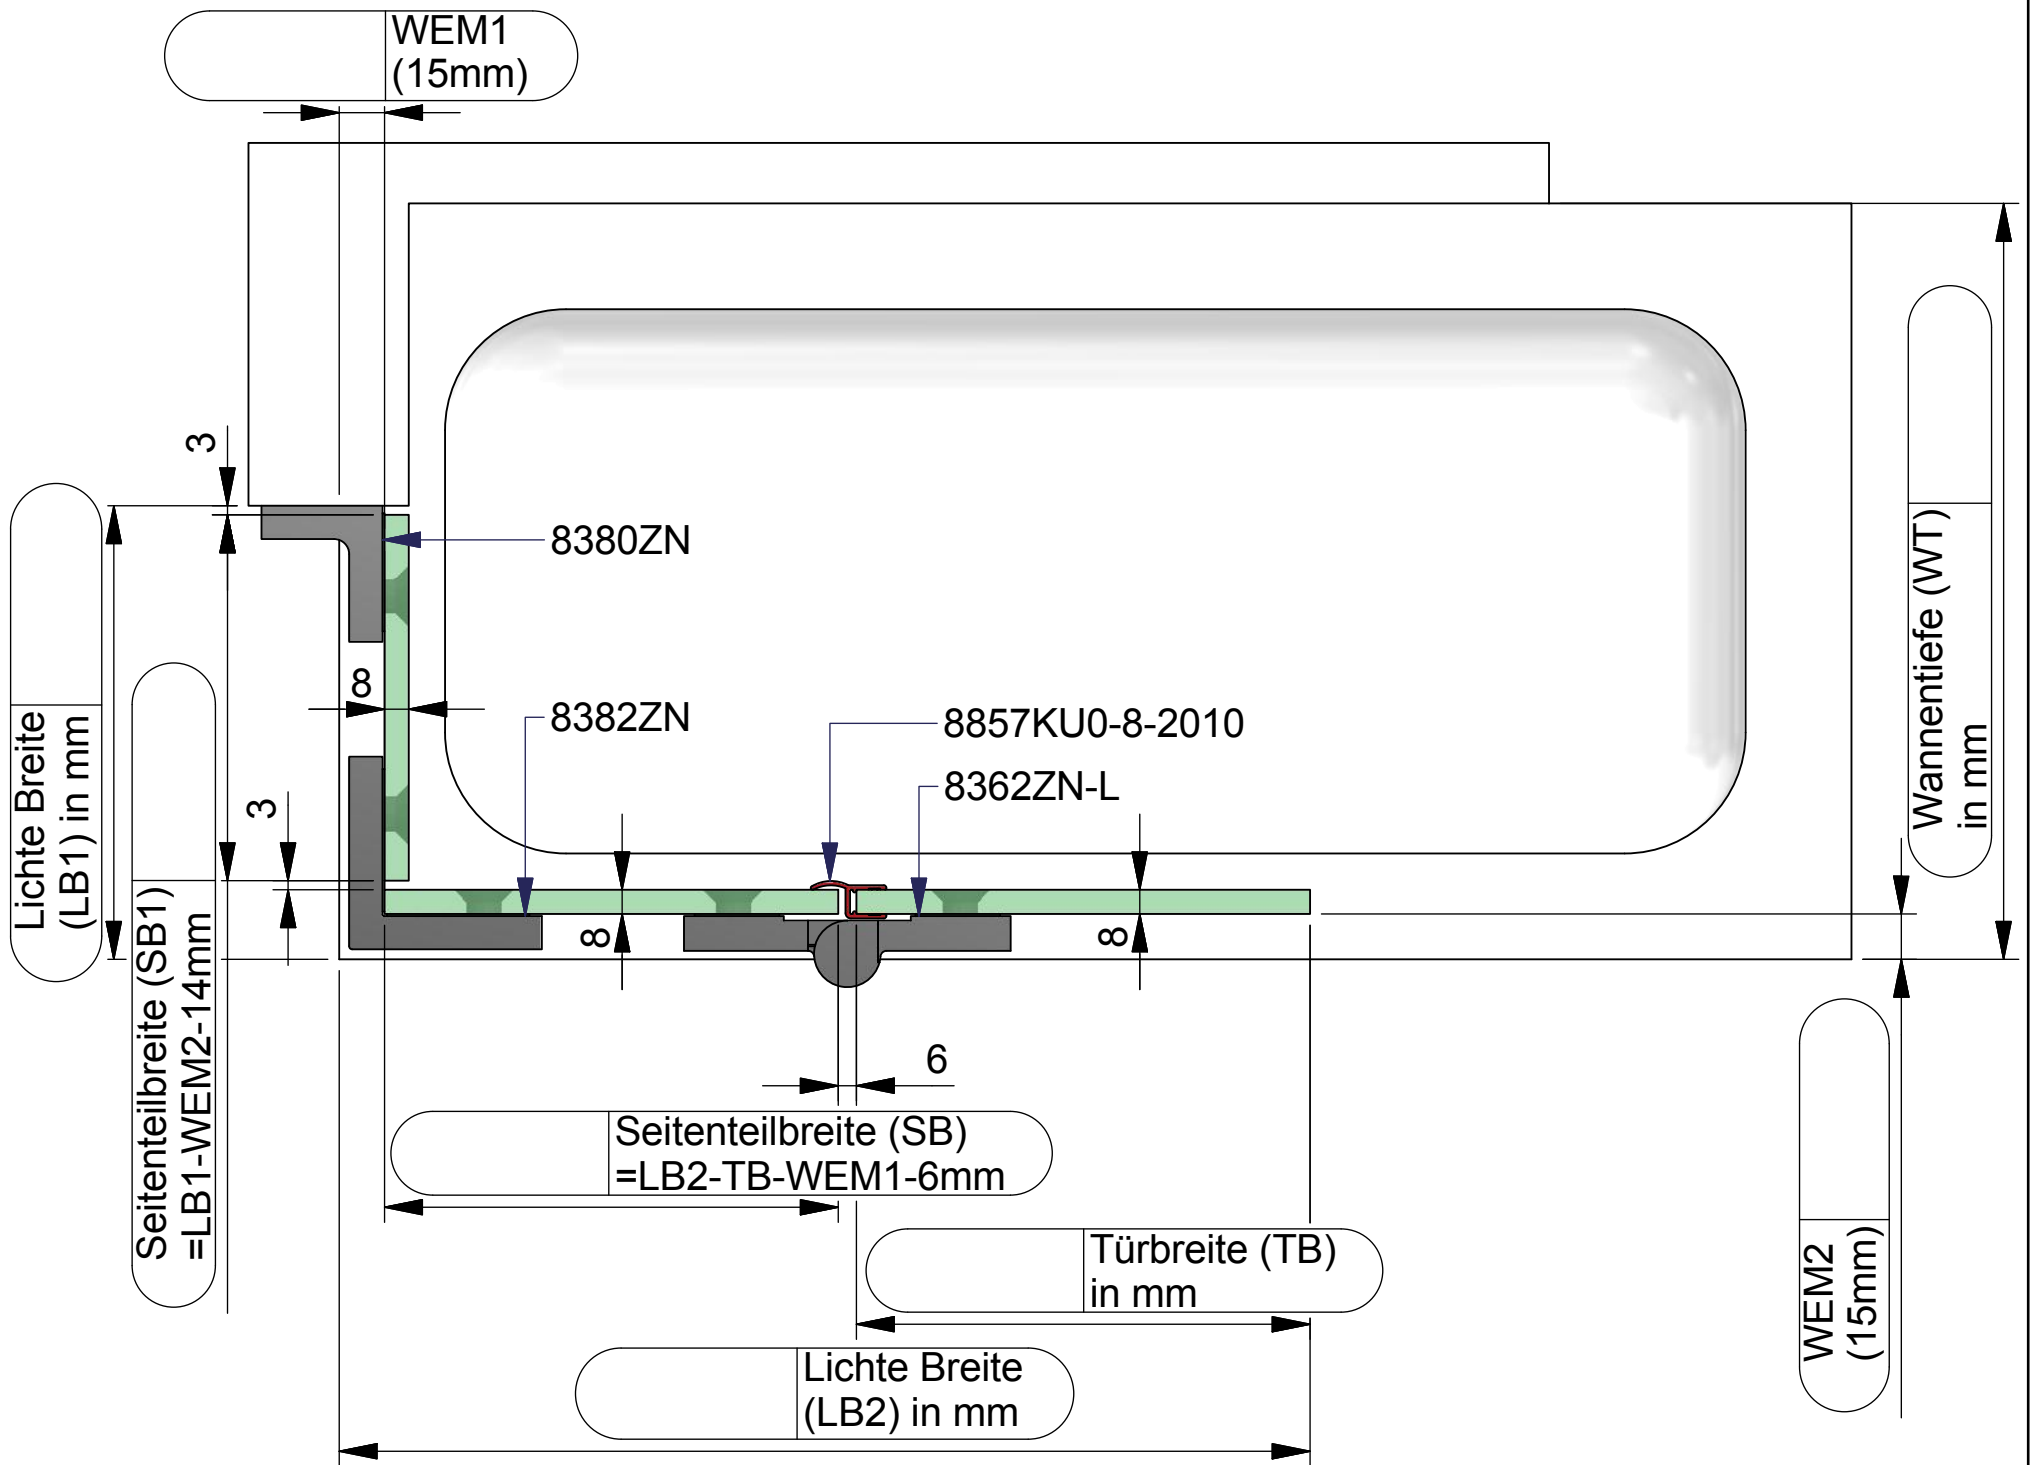 WEM1
(15mm)
3
8380ZN
8
8382ZN
8857KU0-8-2010
8362ZN-L
3
8
8
6
Lichte Breite
(LB1) in mm
Seitenteilbreite (SB1)
=LB1-WEM2-14mm
Wannentiefe (WT)
in mm
Seitenteilbreite (SB)
=LB2-TB-WEM1-6mm
Türbreite (TB)
in mm
Lichte Breite
(LB2) in mm
WEM2
(15mm)